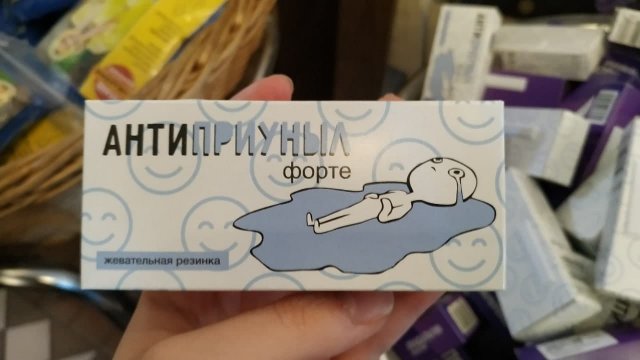 АНТИПРИУНЫЛ
форте
жевательная резинка